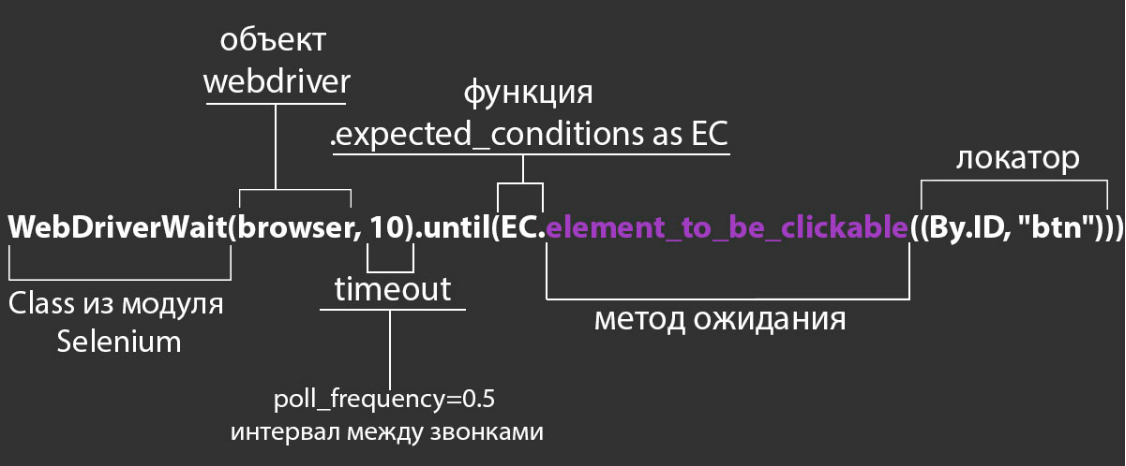 объект
webdriver
функция
.expected_conditions as EC
локатор
WebDriverWait(browser, 10).until(EC.element_to_be_clickable((By.ID, "btn")))
Class из модуля
Selenium
timeout
метод ожидания
poll_frequency=0.5
интервал между звонками